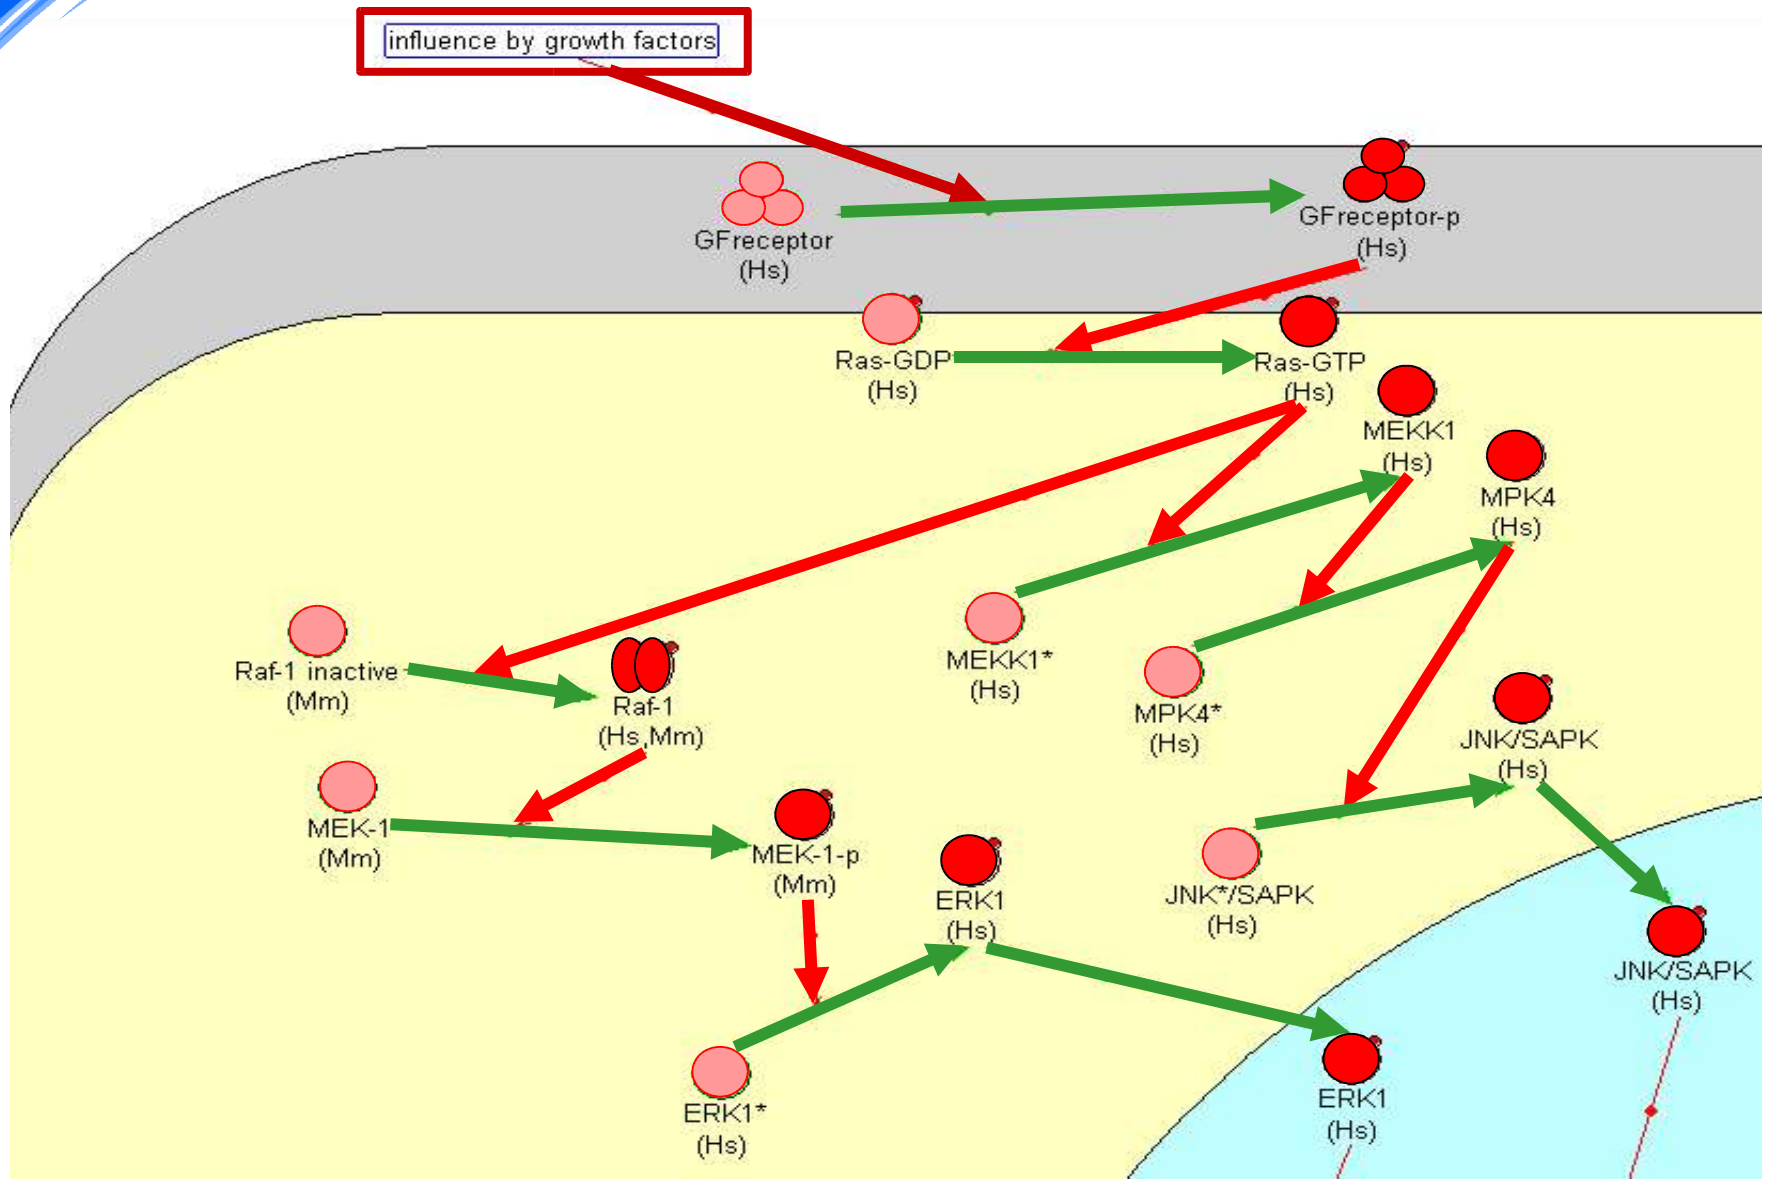 influence by growth factors
GFreceptor
(Hs)
GFreceptor-p
(Hs)
Ras-GDP
(Hs)
Ras-GTP
(Hs)
MEKK1
(Hs)
MPK4
(Hs)
Raf-1 inactive
(Mm)
Raf-1
(Hs,Mm)
MEKK1*
(Hs)
MPK4*
(Hs)
JNK/SAPK
(Hs)
MEK-1
(Mm)
MEK-1-p
(Mm)
ERK1
(Hs)
JNK*/SAPK
(Hs)
JNK/SAPK
(Hs)
ERK1*
(Hs)
ERK1
(Hs)